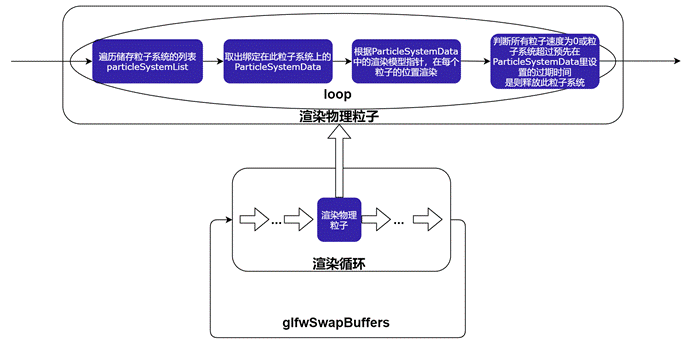 遍历储存粒子系统的列表
particleSystemList
取出绑定在此粒子系统上的
ParticleSystemData
根据ParticleSystemData
中的渲染模型指针，在每个
粒子的位置渲染
判断所有粒子速度为0或粒
子系统超过预先在
ParticleSystemData里设
置的过期时间
是则释放此粒子系统
loop
渲染物理粒子
...
渲染物理
粒子
...
渲染循环
glfwSwapBuffers